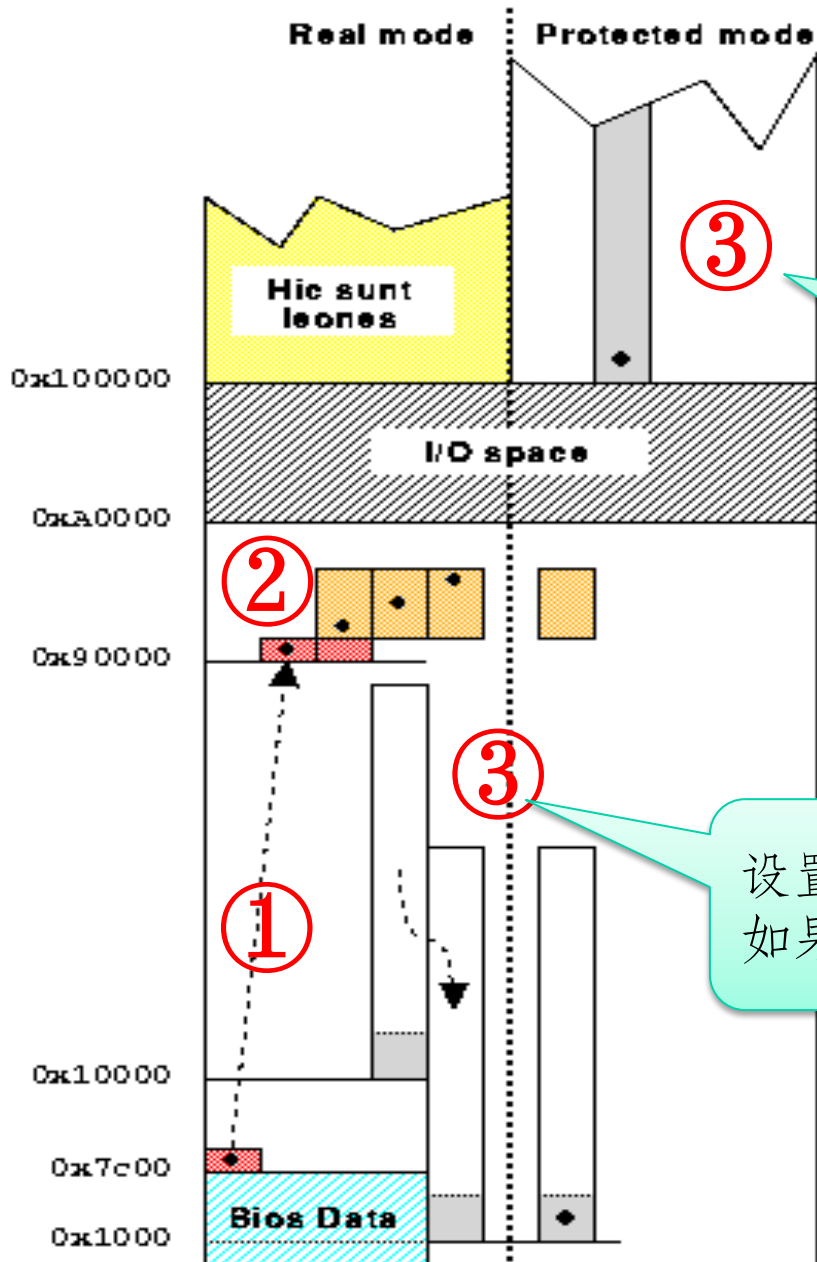 Real mode
Protected mode
③
Hic sunt
leones
0x100000
I/O space
0xA0000
②
0x90000
③
设置
如果
①
0x10000
0x7c00
Bios Data
0x1000